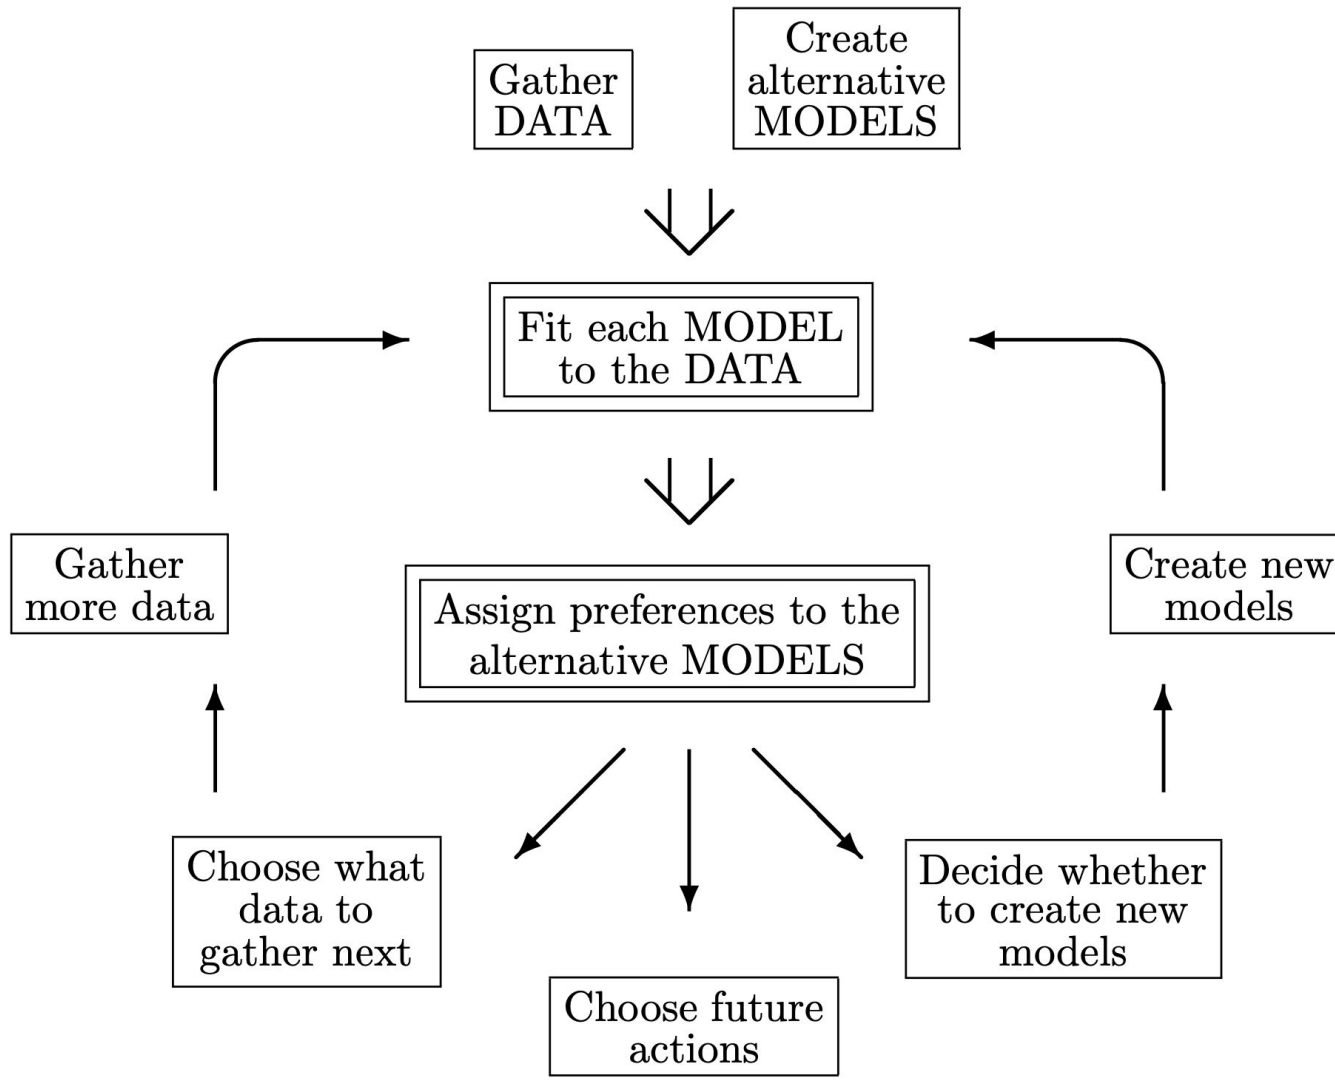 Gather
DATA
Create
alternative
MODELS
Fit each MODEL
to the DATA
Gather
more data
Assign preferences to the
alternative MODELS
Create new
models
Choose what
data to
gather next
Choose future
actions
Decide whether
to create new
models